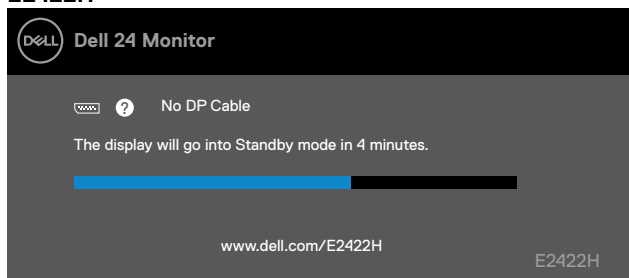 E2422H
DELL Dell 24 Monitor
? No DP Cable
The display will go into Standby mode in 4 minutes.
www.dell.com/E2422H
E2422H